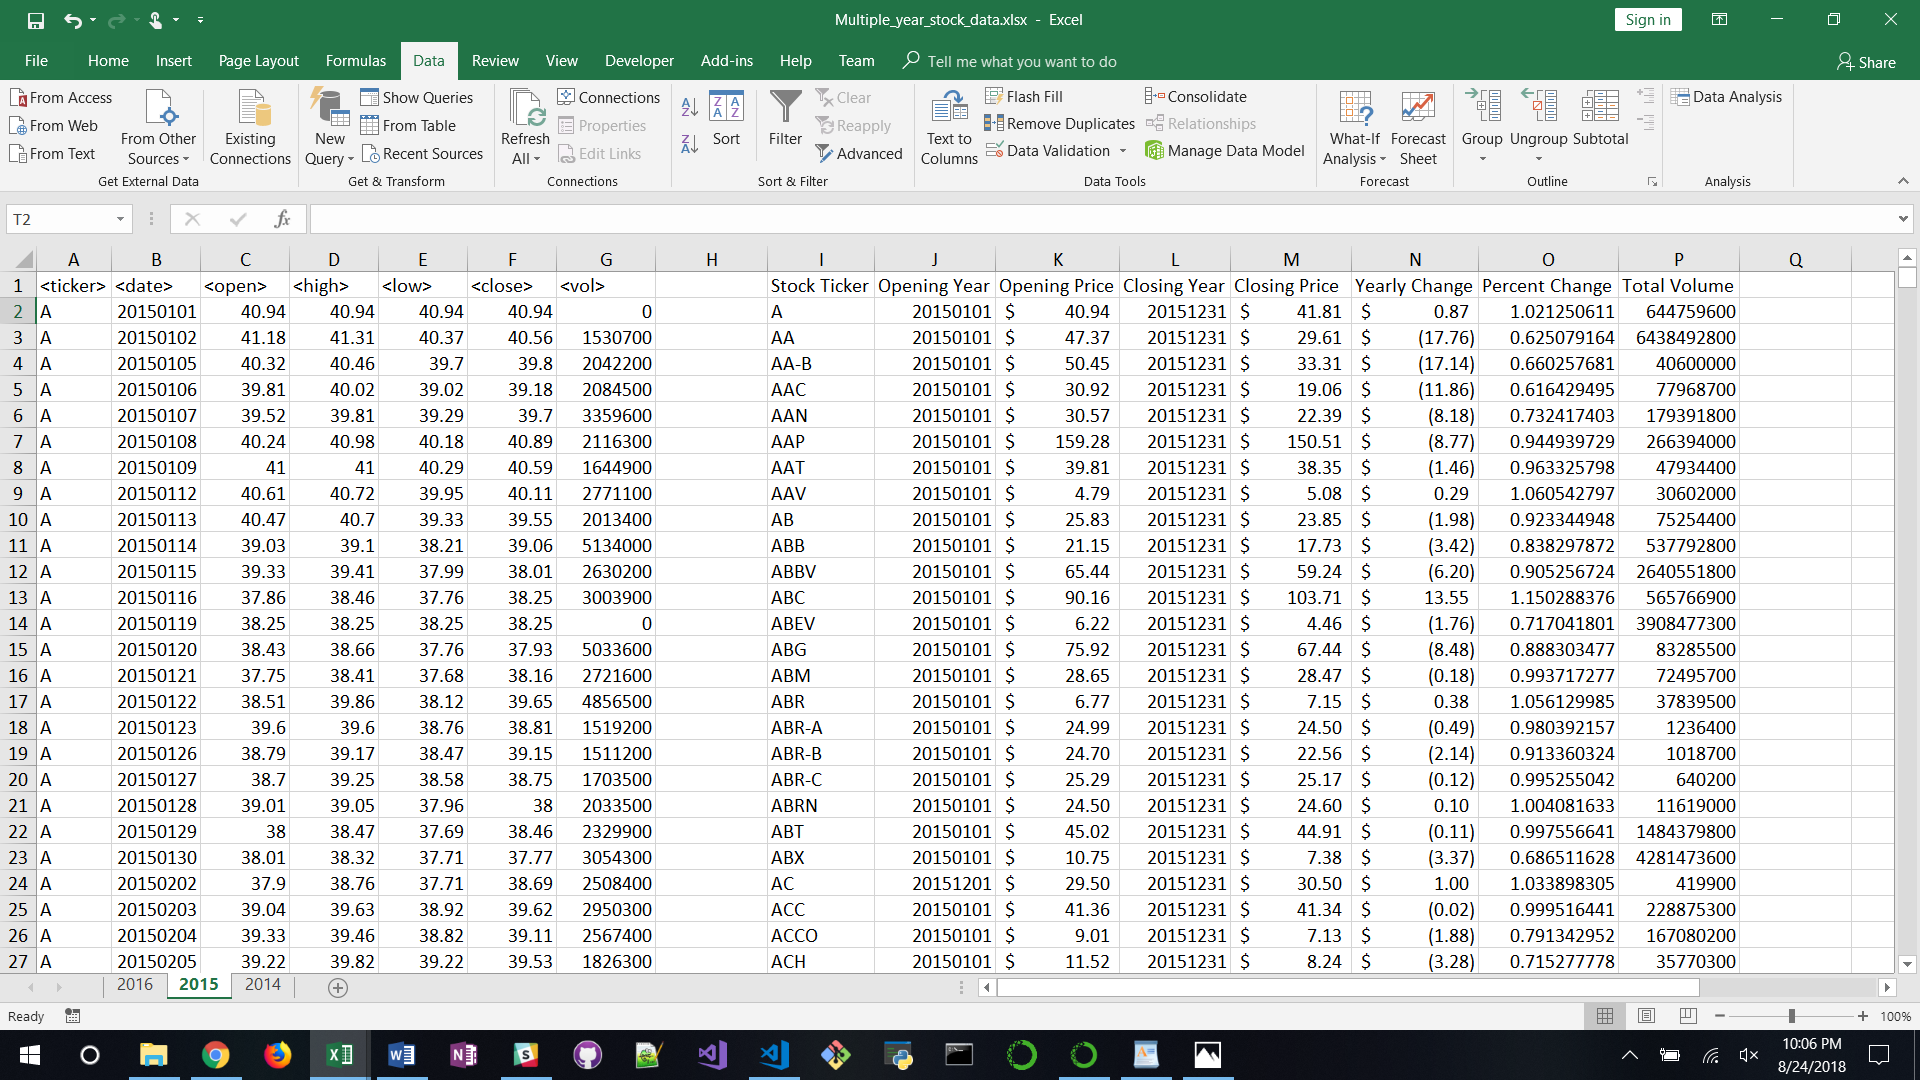 Multiple_year_stock_data.xlsx - Excel
Sign in
File Home Insert Page Layout Formulas Data Review View Developer Add-ins Help Team Tell me what you want to do Share
From Access
From Web
From Text
From Other Sources
Existing Connections
Get External Data
New Query
Show Queries
From Table
Recent Sources
Get & Transform
Refresh All
Connections
Properties
Edit Links
Connections
Sort
Filter
Clear
Reapply
Advanced
Sort & Filter
Text to Columns
Flash Fill
Remove Duplicates
Data Validation
Consolidate
Relationships
Manage Data Model
Data Tools
What-If Analysis
Forecast Sheet
Forecast
Group
Ungroup
Subtotal
Outline
Data Analysis
Analysis
T2 fx
A B C D E F G H I J K L M N O P Q
1 <ticker> <date> <open> <high> <low> <close> <vol> Stock Ticker Opening Year Opening Price Closing Year Closing Price Yearly Change Percent Change Total Volume
2 A 20150101 40.94 40.94 40.94 40.94 0 A 20150101 $ 40.94 20151231 $ 41.81 $ 0.87 1.021250611 644759600
3 A 20150102 41.18 41.31 40.37 40.56 1530700 AA 20150101 $ 47.37 20151231 $ 29.61 $ (17.76) 0.625079164 6438492800
4 A 20150105 40.32 40.46 39.7 39.8 2042200 AA-B 20150101 $ 50.45 20151231 $ 33.31 $ (17.14) 0.660257681 40600000
5 A 20150106 39.81 40.02 39.02 39.18 2084500 AAC 20150101 $ 30.92 20151231 $ 19.06 $ (11.86) 0.616429495 77968700
6 A 20150107 39.52 39.81 39.29 39.7 3359600 AAN 20150101 $ 30.57 20151231 $ 22.39 $ (8.18) 0.732417403 179391800
7 A 20150108 40.24 40.98 40.18 40.89 2116300 AAP 20150101 $ 159.28 20151231 $ 150.51 $ (8.77) 0.944939729 266394000
8 A 20150109 41 41 40.29 40.59 1644900 AAT 20150101 $ 39.81 20151231 $ 38.35 $ (1.46) 0.963325798 47934400
9 A 20150112 40.61 40.72 39.95 40.11 2771100 AAV 20150101 $ 4.79 20151231 $ 5.08 $ 0.29 1.060542797 30602000
10 A 20150113 40.47 40.7 39.33 39.55 2013400 AB 20150101 $ 25.83 20151231 $ 23.85 $ (1.98) 0.923344948 75254400
11 A 20150114 39.03 39.1 38.21 39.06 5134000 ABB 20150101 $ 21.15 20151231 $ 17.73 $ (3.42) 0.838297872 537792800
12 A 20150115 39.33 39.41 37.99 38.01 2630200 ABBV 20150101 $ 65.44 20151231 $ 59.24 $ (6.20) 0.905256724 2640551800
13 A 20150116 37.86 38.46 37.76 38.25 3003900 ABC 20150101 $ 90.16 20151231 $ 103.71 $ 13.55 1.150288376 565766900
14 A 20150119 38.25 38.25 38.25 38.25 0 ABEV 20150101 $ 6.22 20151231 $ 4.46 $ (1.76) 0.717041801 3908477300
15 A 20150120 38.43 38.66 37.76 37.93 5033600 ABG 20150101 $ 75.92 20151231 $ 67.44 $ (8.48) 0.888303477 83285500
16 A 20150121 37.75 38.41 37.68 38.16 2721600 ABM 20150101 $ 28.65 20151231 $ 28.47 $ (0.18) 0.993717277 72495700
17 A 20150122 38.51 39.86 38.12 39.65 4856500 ABR 20150101 $ 6.77 20151231 $ 7.15 $ 0.38 1.056129985 37839500
18 A 20150123 39.6 39.6 38.76 38.81 1519200 ABR-A 20150101 $ 24.99 20151231 $ 24.50 $ (0.49) 0.980392157 1236400
19 A 20150126 38.79 39.17 38.47 39.15 1511200 ABR-B 20150101 $ 24.70 20151231 $ 22.56 $ (2.14) 0.913360324 1018700
20 A 20150127 38.7 39.25 38.58 38.75 1703500 ABR-C 20150101 $ 25.29 20151231 $ 25.17 $ (0.12) 0.995255042 640200
21 A 20150128 39.01 39.05 37.96 38 2033500 ABRN 20150101 $ 24.50 20151231 $ 24.60 $ 0.10 1.004081633 11619000
22 A 20150129 38 38.47 37.69 38.46 2329900 ABT 20150101 $ 45.02 20151231 $ 44.91 $ (0.11) 0.997556641 1484379800
23 A 20150130 38.01 38.32 37.71 37.77 3054300 ABX 20150101 $ 10.75 20151231 $ 7.38 $ (3.37) 0.686511628 4281473600
24 A 20150202 37.9 38.76 37.71 38.69 2508400 AC 20151201 $ 29.50 20151231 $ 30.50 $ 1.00 1.033898305 419900
25 A 20150203 39.04 39.63 38.92 39.62 2950300 ACC 20150101 $ 41.36 20151231 $ 41.34 $ (0.02) 0.999516441 228875300
26 A 20150204 39.33 39.46 38.82 39.11 2567400 ACCO 20150101 $ 9.01 20151231 $ 7.13 $ (1.88) 0.791342952 167080200
27 A 20150205 39.22 39.82 39.22 39.53 1826300 ACH 20150101 $ 11.52 20151231 $ 8.24 $ (3.28) 0.715277778 35770300
2016 2015 2014
Ready 100%
10:06 PM
8/24/2018